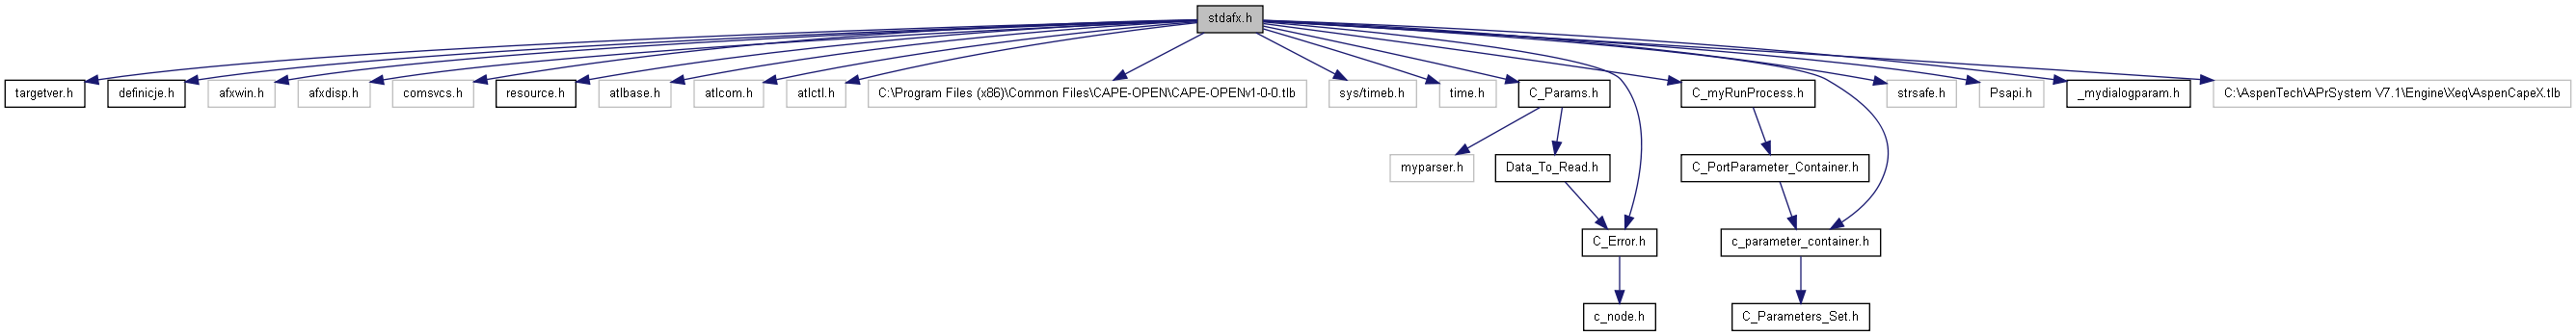 stdafx.h
targetver.h
definicje.h
afxwin.h
afxdisp.h
comsvcs.h
resource.h
atlbase.h
atlcom.h
atlctl.h
C:\Program Files (x86)\Common Files\CAPE-OPEN\CAPE-OPENv1-0-0.tlb
sys/timeb.h
time.h
C_Params.h
C_myRunProcess.h
strsafe.h
Psapi.h
_mydialogparam.h
C:\AspenTech\APrSystem V7.1\Engine\Xeq\AspenCapeX.tlb
myparser.h
Data_To_Read.h
C_PortParameter_Container.h
C_Error.h
c_parameter_container.h
c_node.h
C_Parameters_Set.h